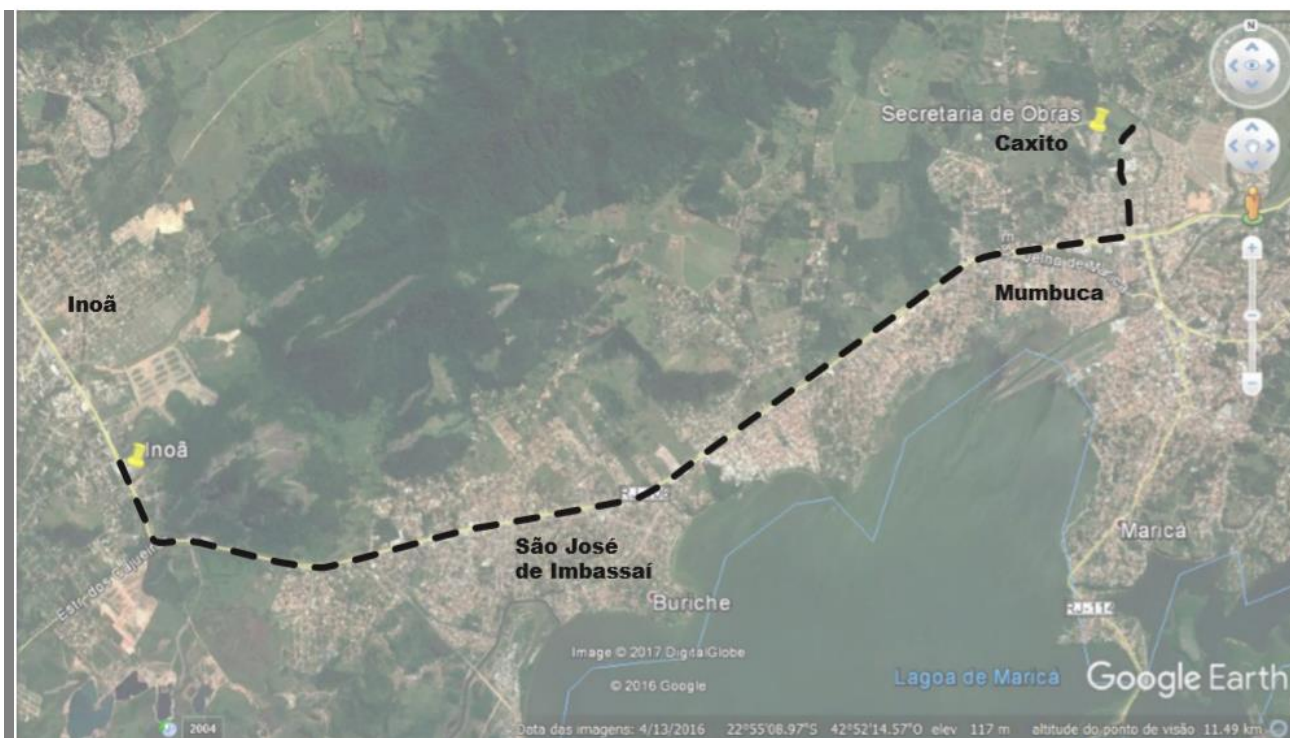 N
Secretaria de Obras
Caxito
Inoã
Mumbuca
Inoã
São José
de Imbassaí
Maricá
Buriche
RJ-114
Image © 2017 DigitalGlobe
© 2016 Google
Lagoa de Maricá
Google Earth
2004
Data das imagens: 4/13/2016 22°55'08.97"S 42°52'14.57"O elev 117 m altitude do ponto de visão 11.49 km